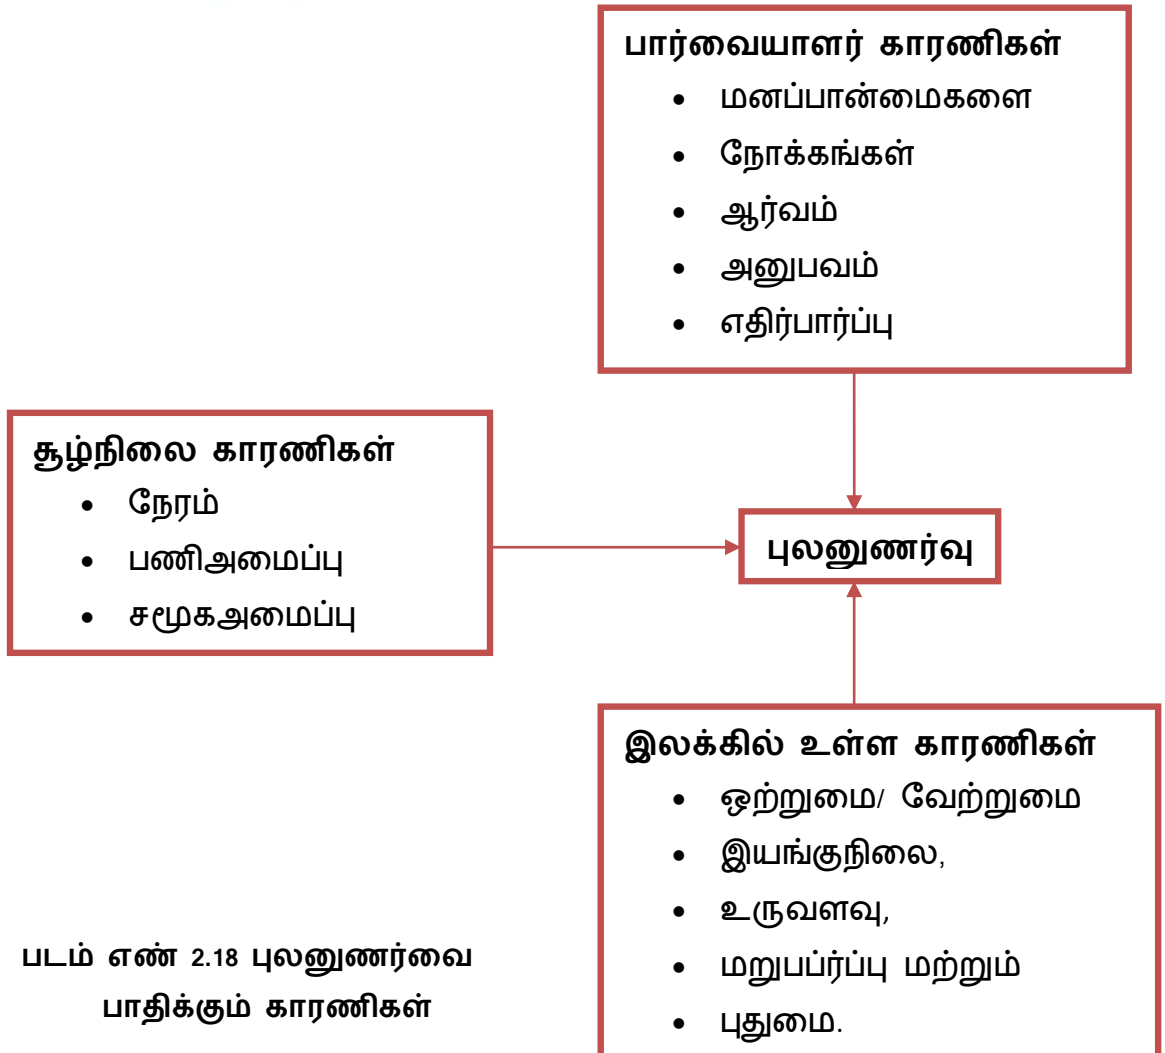 பார்வையாளர் காரணிகள்
• மனப்பான்மைகளை
• நோக்கங்கள்
• ஆர்வம்
• அனுபவம்
• எதிர்பார்ப்பு
சூழ்நிலை காரணிகள்
• நேரம்
• பணிஅமைப்பு
• சமூகஅமைப்பு
புலனுணர்வு
இலக்கில் உள்ள காரணிகள்
• ஒற்றுமை/ வேற்றுமை
• இயங்குநிலை,
• உருவளவு,
• மறுபப்ர்ப்பு மற்றும்
• புதுமை.
படம் எண் 2.18 புலனுணர்வை
பாதிக்கும் காரணிகள்